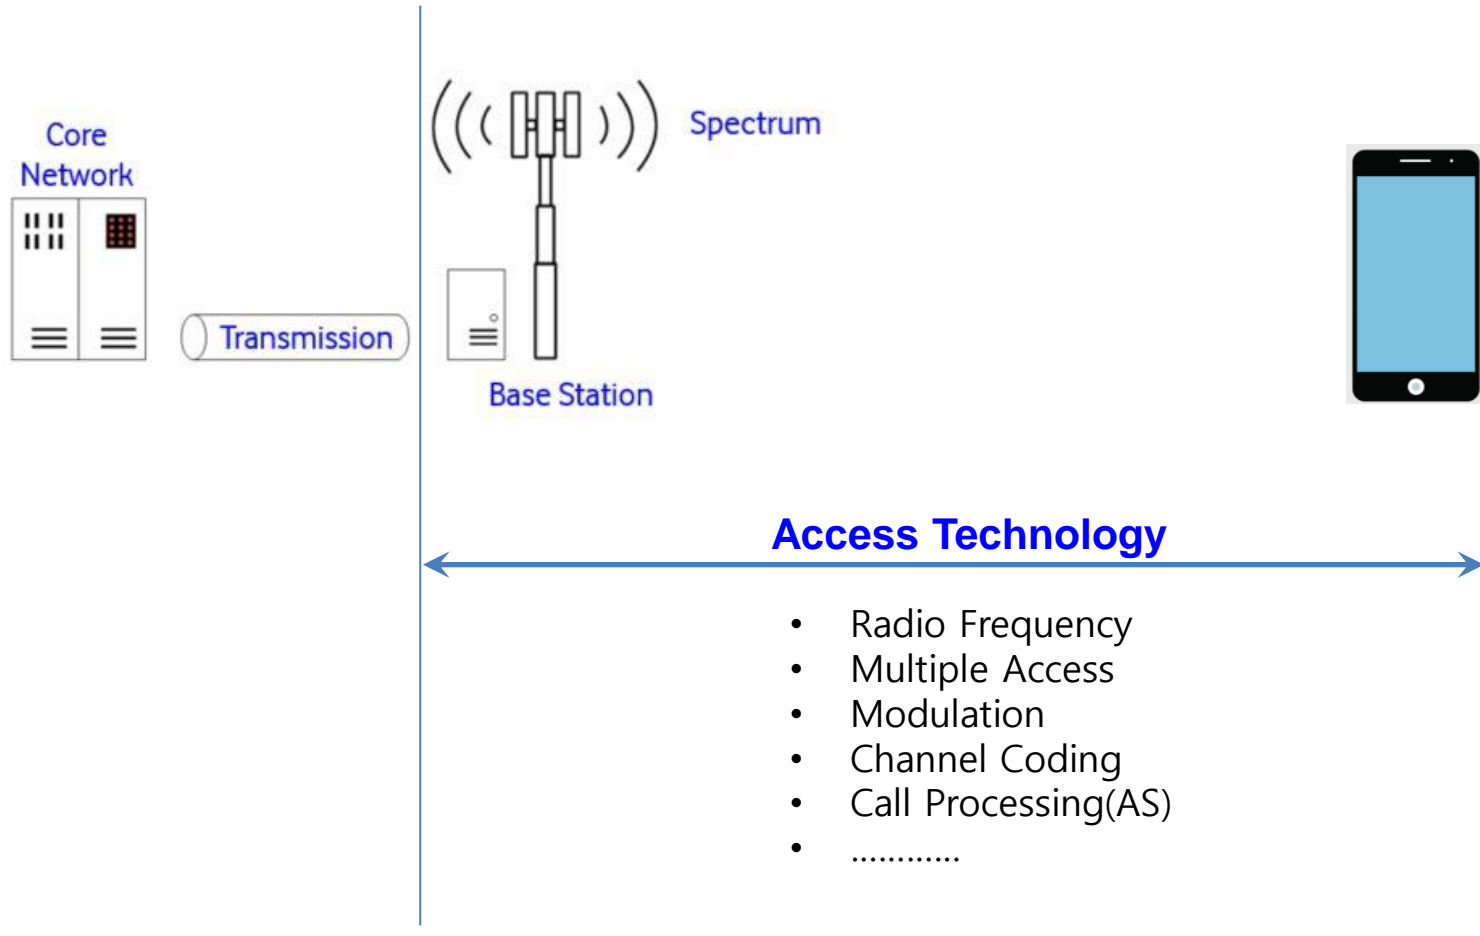 Core
Network
Transmission
Spectrum
Base Station
Access Technology
• Radio Frequency
• Multiple Access
• Modulation
• Channel Coding
• Call Processing(AS)
• ............